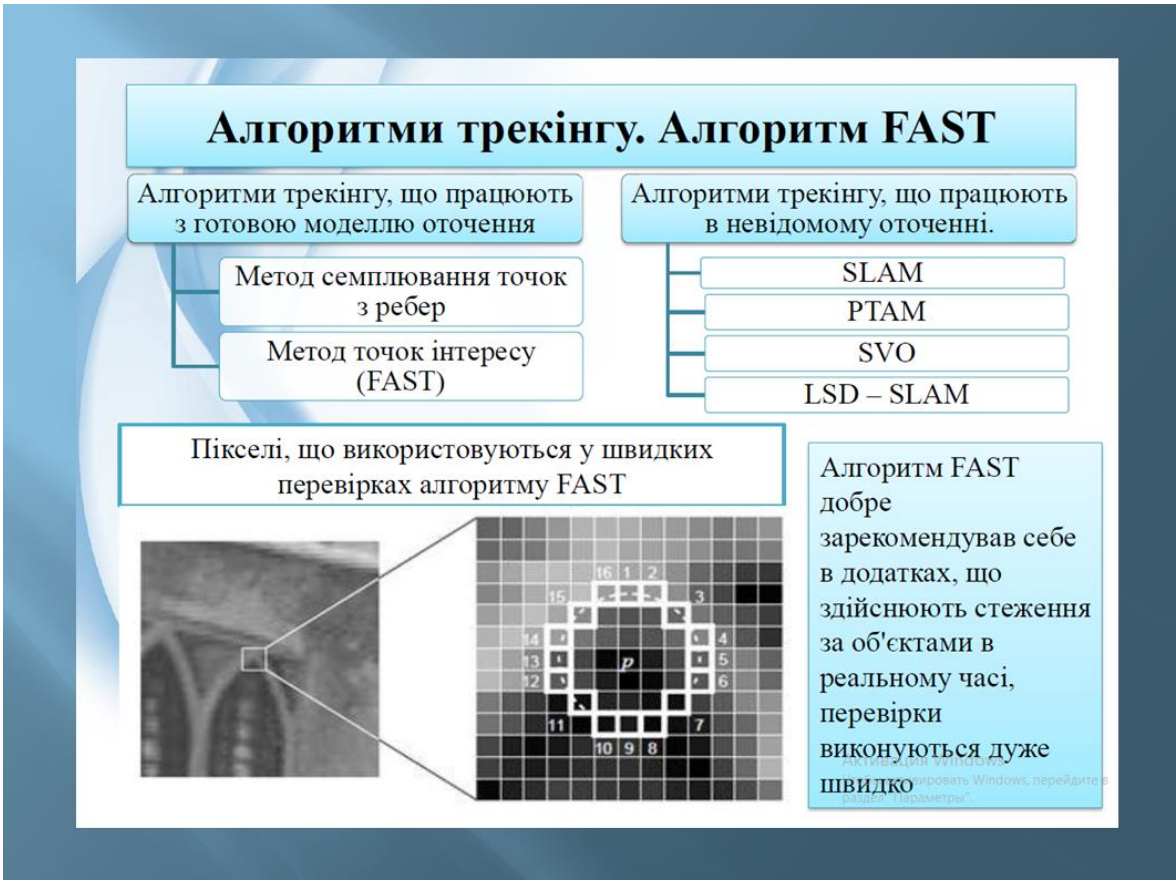 Алгоритми трекінгу. Алгоритм FAST
Алгоритми трекінгу, що працюють
з готовою моделлю оточення
Метод семплювання точок
з ребер
Метод точок інтересу
(FAST)
Алгоритми трекінгу, що працюють
в невідомому оточенні.
SLAM
PTAM
SVO
LSD – SLAM
Пікселі, що використовуються у швидких
перевірках алгоритму FAST
16 1 2
15 3
14 4
13 p 5
12 6
11 7
10 9 8
Алгоритм FAST
добре
зарекомендував себе
в додатках, що
здійснюють стеження
за об'єктами в
реальному часі,
перевірки
виконуються дуже
швидко
Активация Windows
Windows, перейдите в
раздел "Параметры".